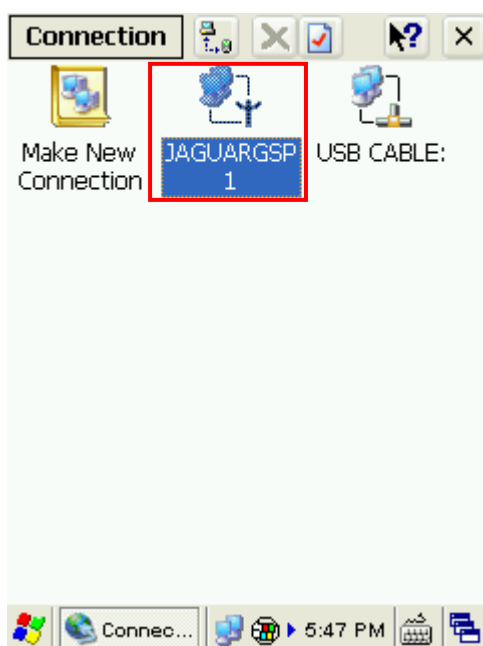 Connection
Make New
Connection
JAGUARGSP
1
USB CABLE:
Connec...
5:47 PM